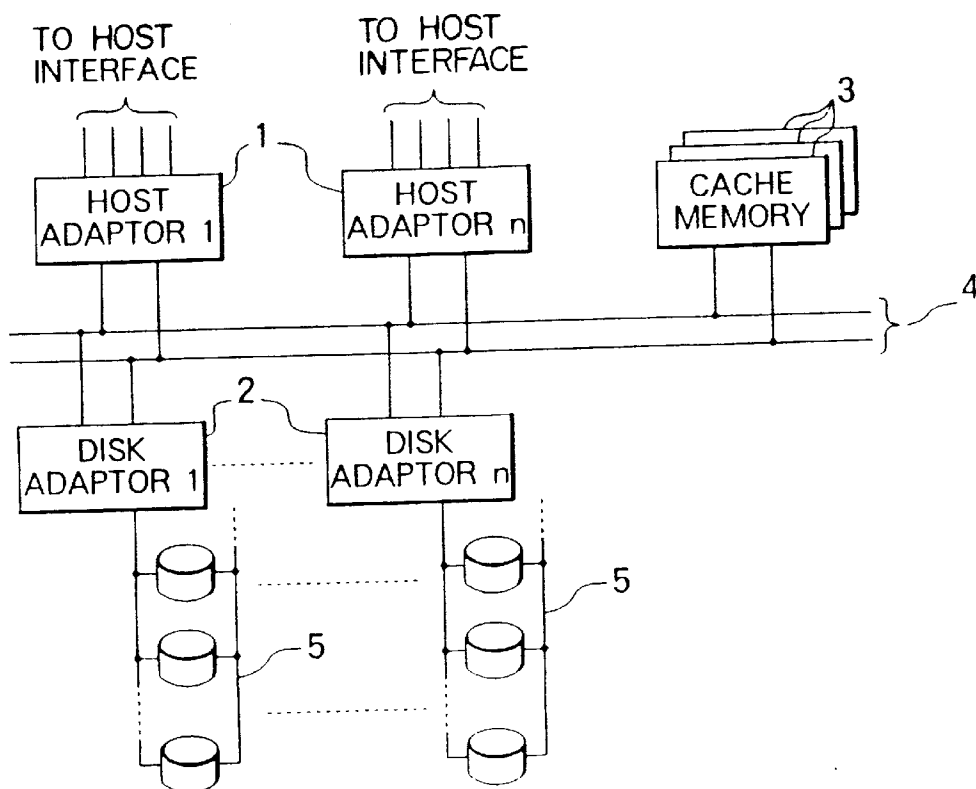 TO HOST
INTERFACE
TO HOST
INTERFACE
1
3
HOST
ADAPTOR 1
HOST
ADAPTOR n
CACHE
MEMORY
4
2
DISK
ADAPTOR 1
DISK
ADAPTOR n
5
5